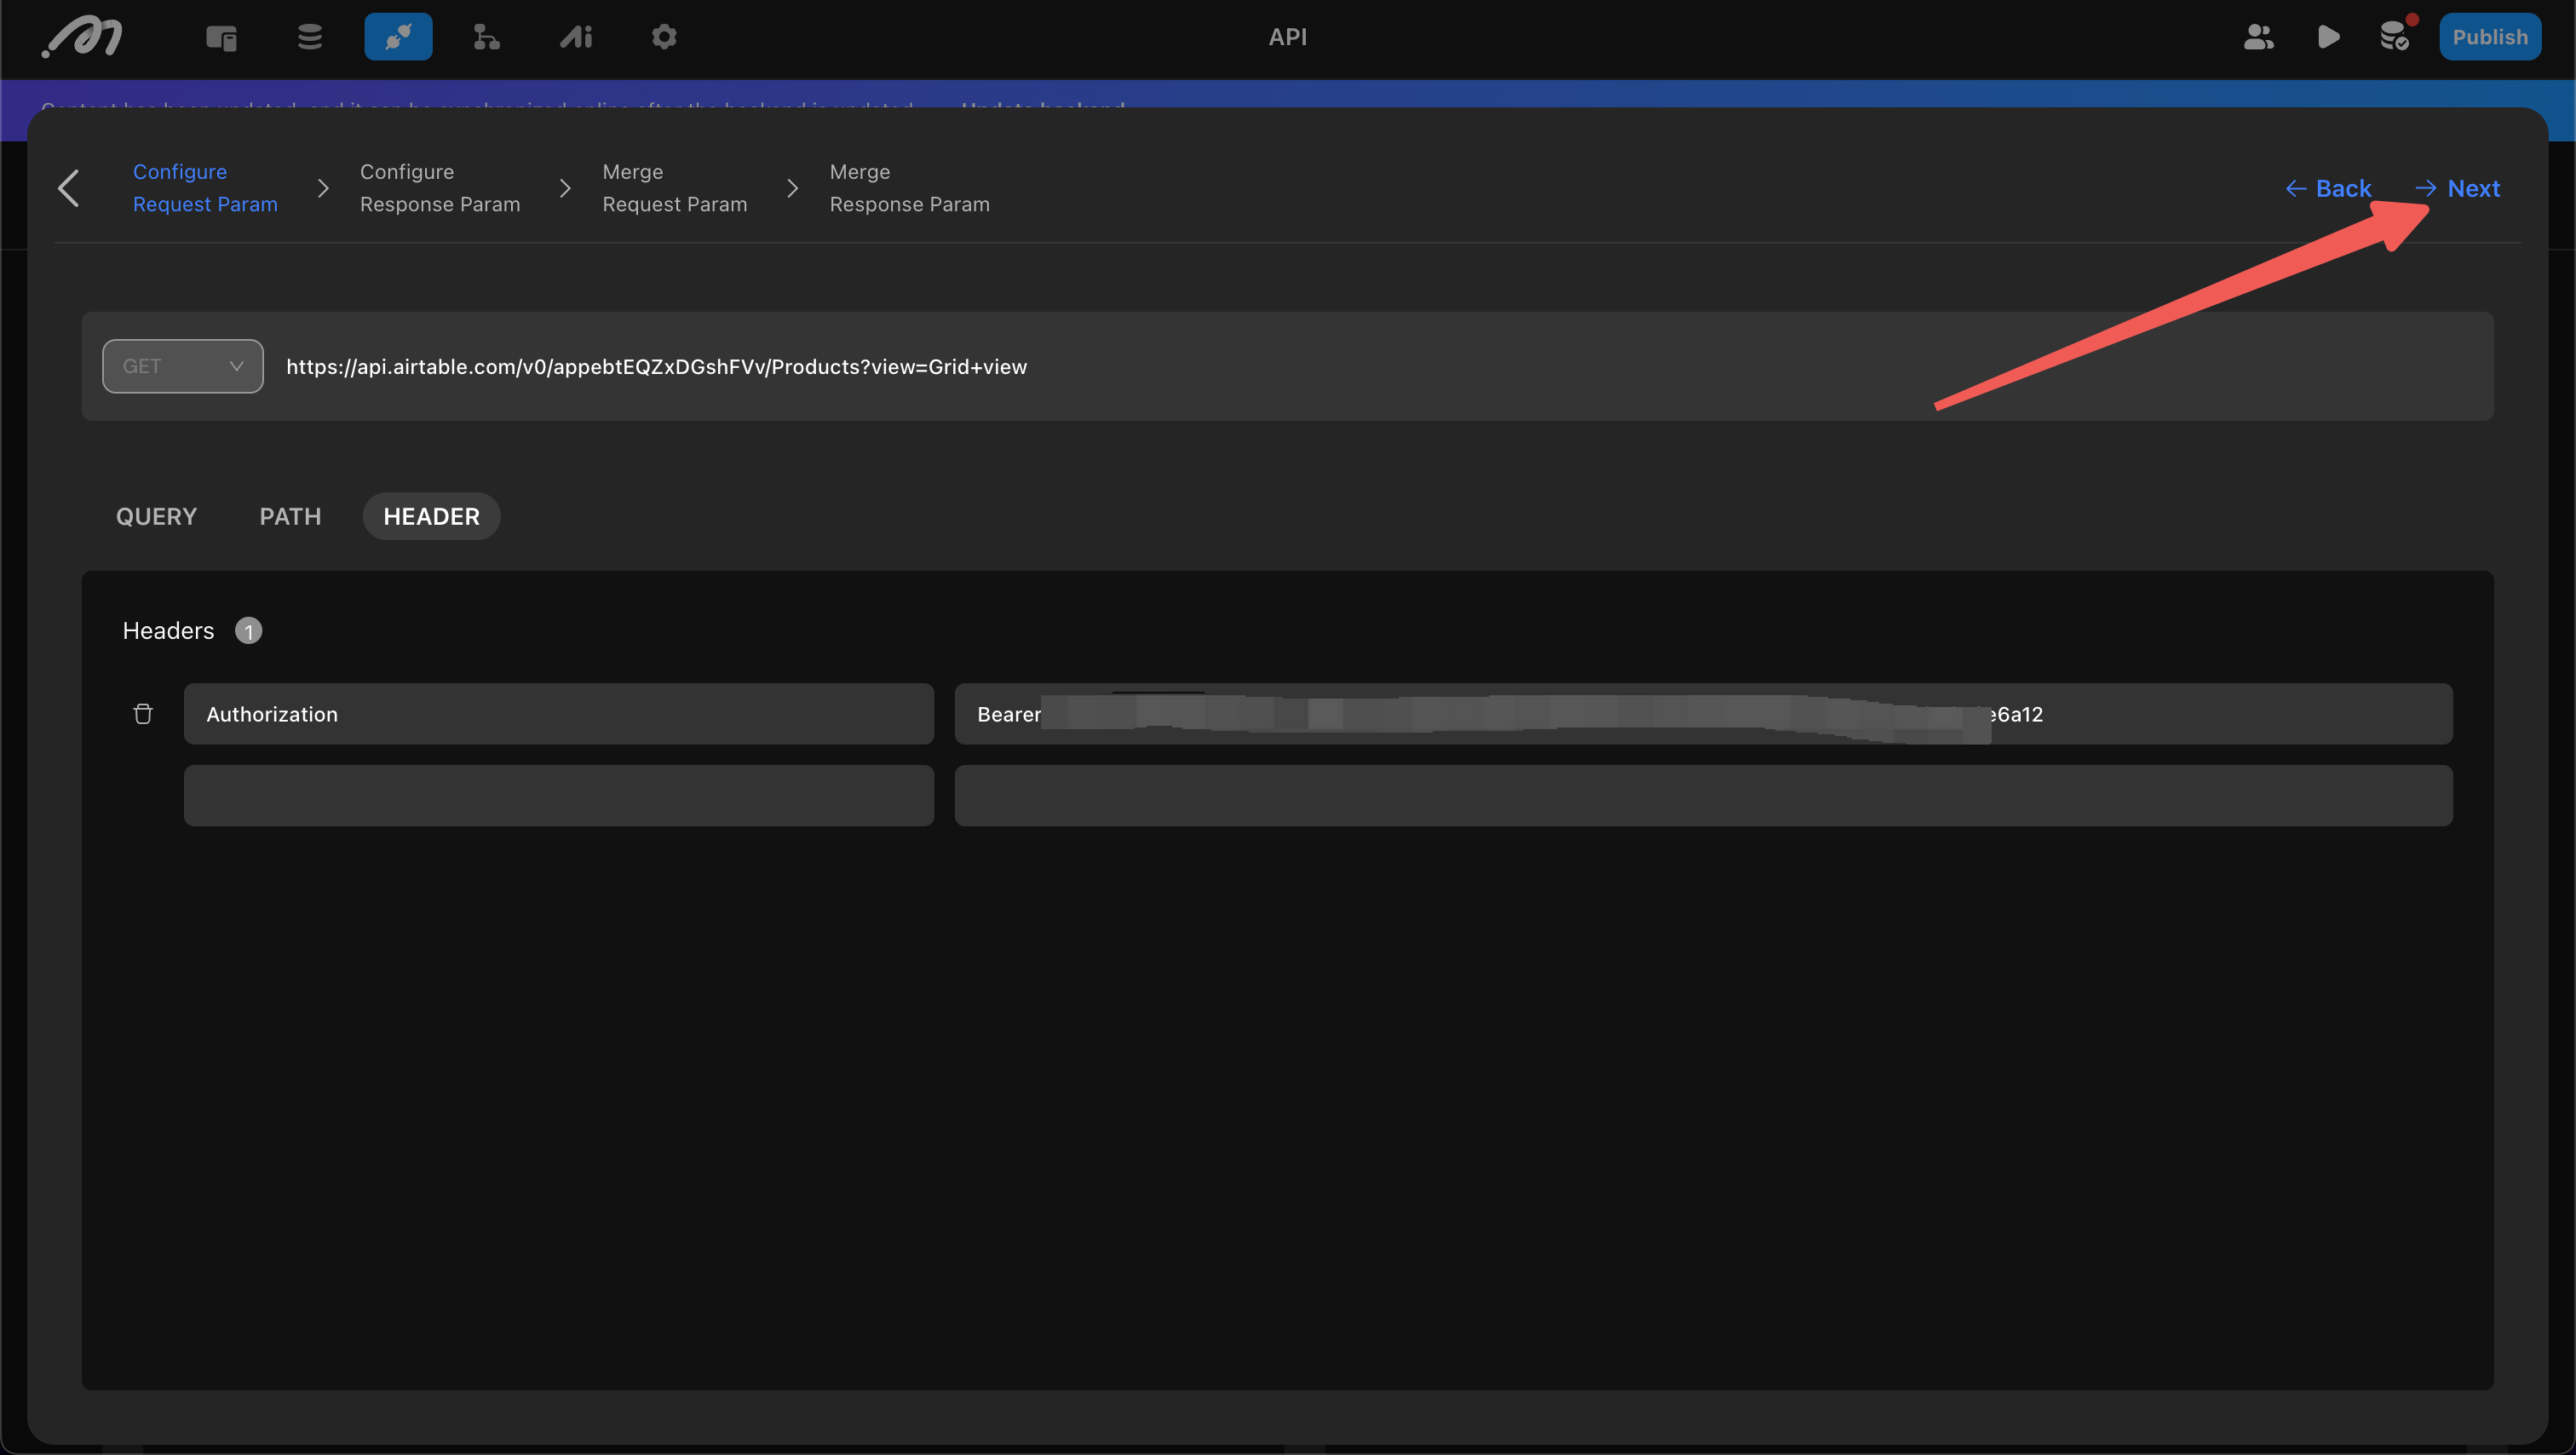 API
Publish
Content has been updated, and it can be synchronized online after the backend is updated. Update backend
Configure
Request Param
Configure
Response Param
Merge
Request Param
Merge
Response Param
Back
Next
GET
https://api.airtable.com/v0/appebtEQZxDGshFVv/Products?view=Grid+view
QUERY PATH HEADER
Headers 1
Authorization
Bearer e6a12